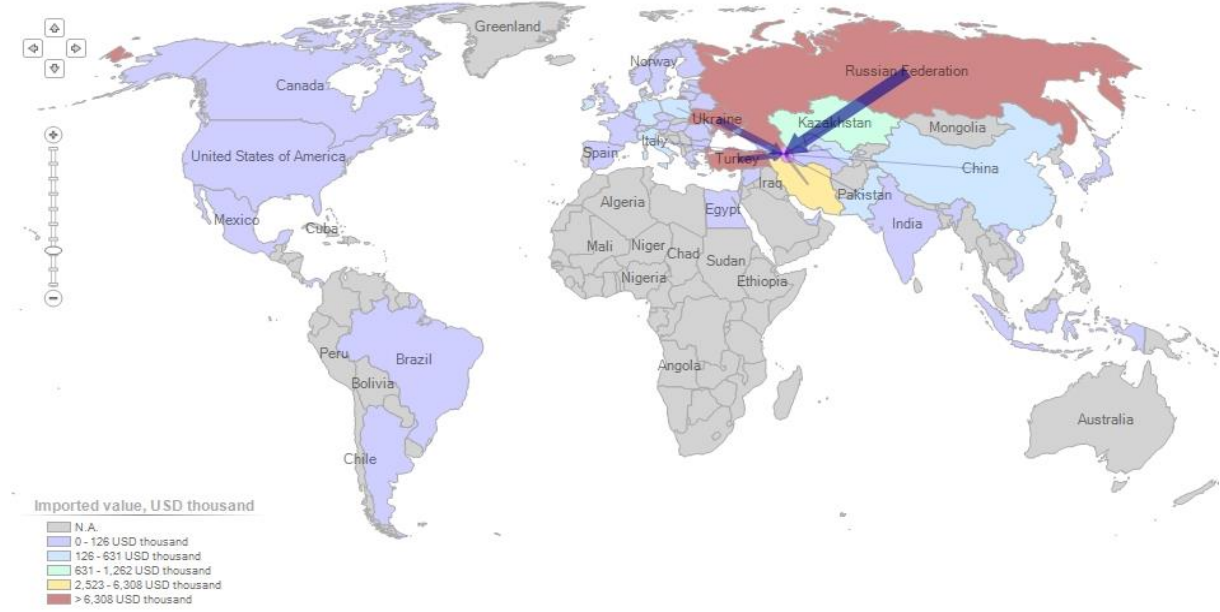 Greenland
Norway
Russian Federation
Canada
Ukraine
Kazakhstan
Mongolia
Italy
United States of America
Spain
Turkey
China
Iraq
Pakistan
Algeria
Egypt
Mexico
India
Cuba
Mali
Niger
Chad
Sudan
Nigeria
Ethiopia
Peru
Brazil
Angola
Bolivia
Australia
Chile
Imported value, USD thousand
N.A.
0 - 126 USD thousand
126 - 631 USD thousand
631 - 1,262 USD thousand
2,523 - 6,308 USD thousand
> 6,308 USD thousand